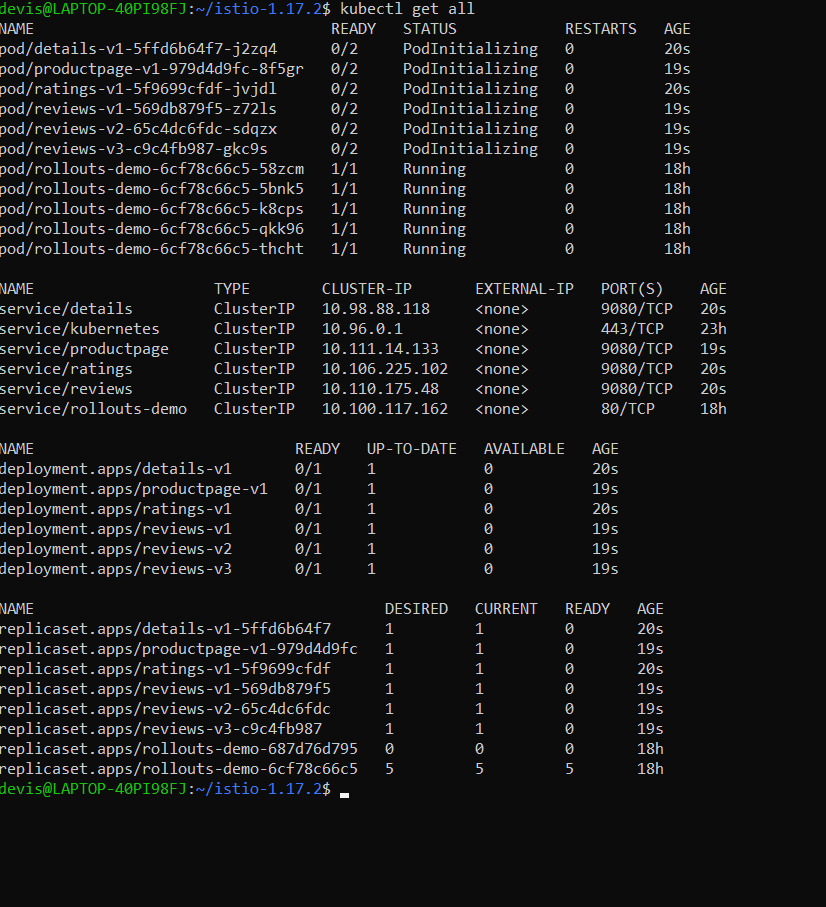 devis@LAPTOP-40PI98FJ:~/istio-1.17.2$ kubectl get all
NAME READY STATUS RESTARTS AGE
pod/details-v1-5ffd6b64f7-j2zq4 0/2 PodInitializing 0 20s
pod/productpage-v1-979d4d9fc-8f5gr 0/2 PodInitializing 0 19s
pod/ratings-v1-5f9699cfdf-jvjdl 0/2 PodInitializing 0 20s
pod/reviews-v1-569db879f5-z72ls 0/2 PodInitializing 0 19s
pod/reviews-v2-65c4dc6fdc-sdqzx 0/2 PodInitializing 0 19s
pod/reviews-v3-c9c4fb987-gkc9s 0/2 PodInitializing 0 19s
pod/rollouts-demo-6cf78c66c5-58zcm 1/1 Running 0 18h
pod/rollouts-demo-6cf78c66c5-5bnk5 1/1 Running 0 18h
pod/rollouts-demo-6cf78c66c5-k8cps 1/1 Running 0 18h
pod/rollouts-demo-6cf78c66c5-qkk96 1/1 Running 0 18h
pod/rollouts-demo-6cf78c66c5-thcht 1/1 Running 0 18h
NAME TYPE CLUSTER-IP EXTERNAL-IP PORT(S) AGE
service/details ClusterIP 10.98.88.118 <none> 9080/TCP 20s
service/kubernetes ClusterIP 10.96.0.1 <none> 443/TCP 23h
service/productpage ClusterIP 10.111.14.133 <none> 9080/TCP 19s
service/ratings ClusterIP 10.106.225.102 <none> 9080/TCP 20s
service/reviews ClusterIP 10.110.175.48 <none> 9080/TCP 20s
service/rollouts-demo ClusterIP 10.100.117.162 <none> 80/TCP 18h
NAME READY UP-TO-DATE AVAILABLE AGE
deployment.apps/details-v1 0/1 1 0 20s
deployment.apps/productpage-v1 0/1 1 0 19s
deployment.apps/ratings-v1 0/1 1 0 20s
deployment.apps/reviews-v1 0/1 1 0 19s
deployment.apps/reviews-v2 0/1 1 0 19s
deployment.apps/reviews-v3 0/1 1 0 19s
NAME DESIRED CURRENT READY AGE
replicaset.apps/details-v1-5ffd6b64f7 1 1 0 20s
replicaset.apps/productpage-v1-979d4d9fc 1 1 0 19s
replicaset.apps/ratings-v1-5f9699cfdf 1 1 0 20s
replicaset.apps/reviews-v1-569db879f5 1 1 0 19s
replicaset.apps/reviews-v2-65c4dc6fdc 1 1 0 19s
replicaset.apps/reviews-v3-c9c4fb987 1 1 0 19s
replicaset.apps/rollouts-demo-687d76d795 0 0 0 18h
replicaset.apps/rollouts-demo-6cf78c66c5 5 5 5 18h
devis@LAPTOP-40PI98FJ:~/istio-1.17.2$